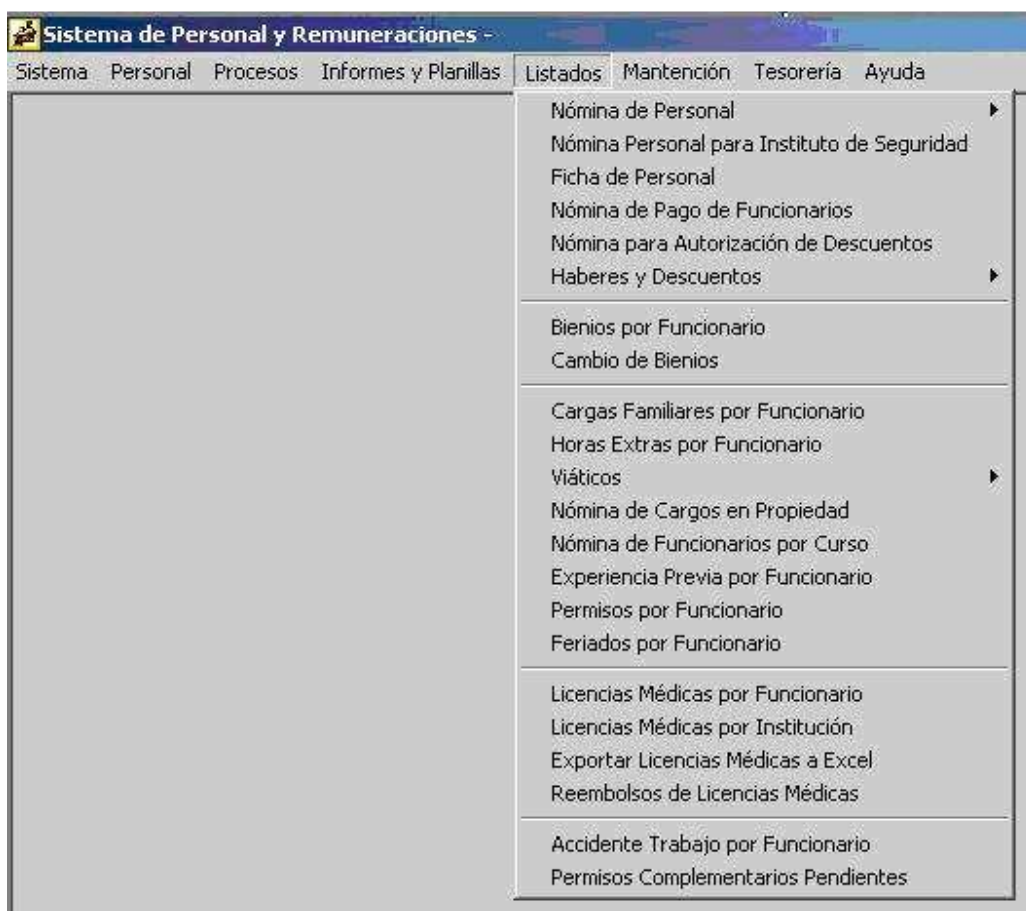 Sistema de Personal y Remuneraciones -
Sistema Personal Procesos Informes y Planillas Listados Mantención Tesorería Ayuda
Nómina de Personal
Nómina Personal para Instituto de Seguridad
Ficha de Personal
Nómina de Pago de Funcionarios
Nómina para Autorización de Descuentos
Haberes y Descuentos
Bienios por Funcionario
Cambio de Bienios
Cargas Familiares por Funcionario
Horas Extras por Funcionario
Viáticos
Nómina de Cargos en Propiedad
Nómina de Funcionarios por Curso
Experiencia Previa por Funcionario
Permisos por Funcionario
Feriados por Funcionario
Licencias Médicas por Funcionario
Licencias Médicas por Institución
Exportar Licencias Médicas a Excel
Reembolsos de Licencias Médicas
Accidente Trabajo por Funcionario
Permisos Complementarios Pendientes